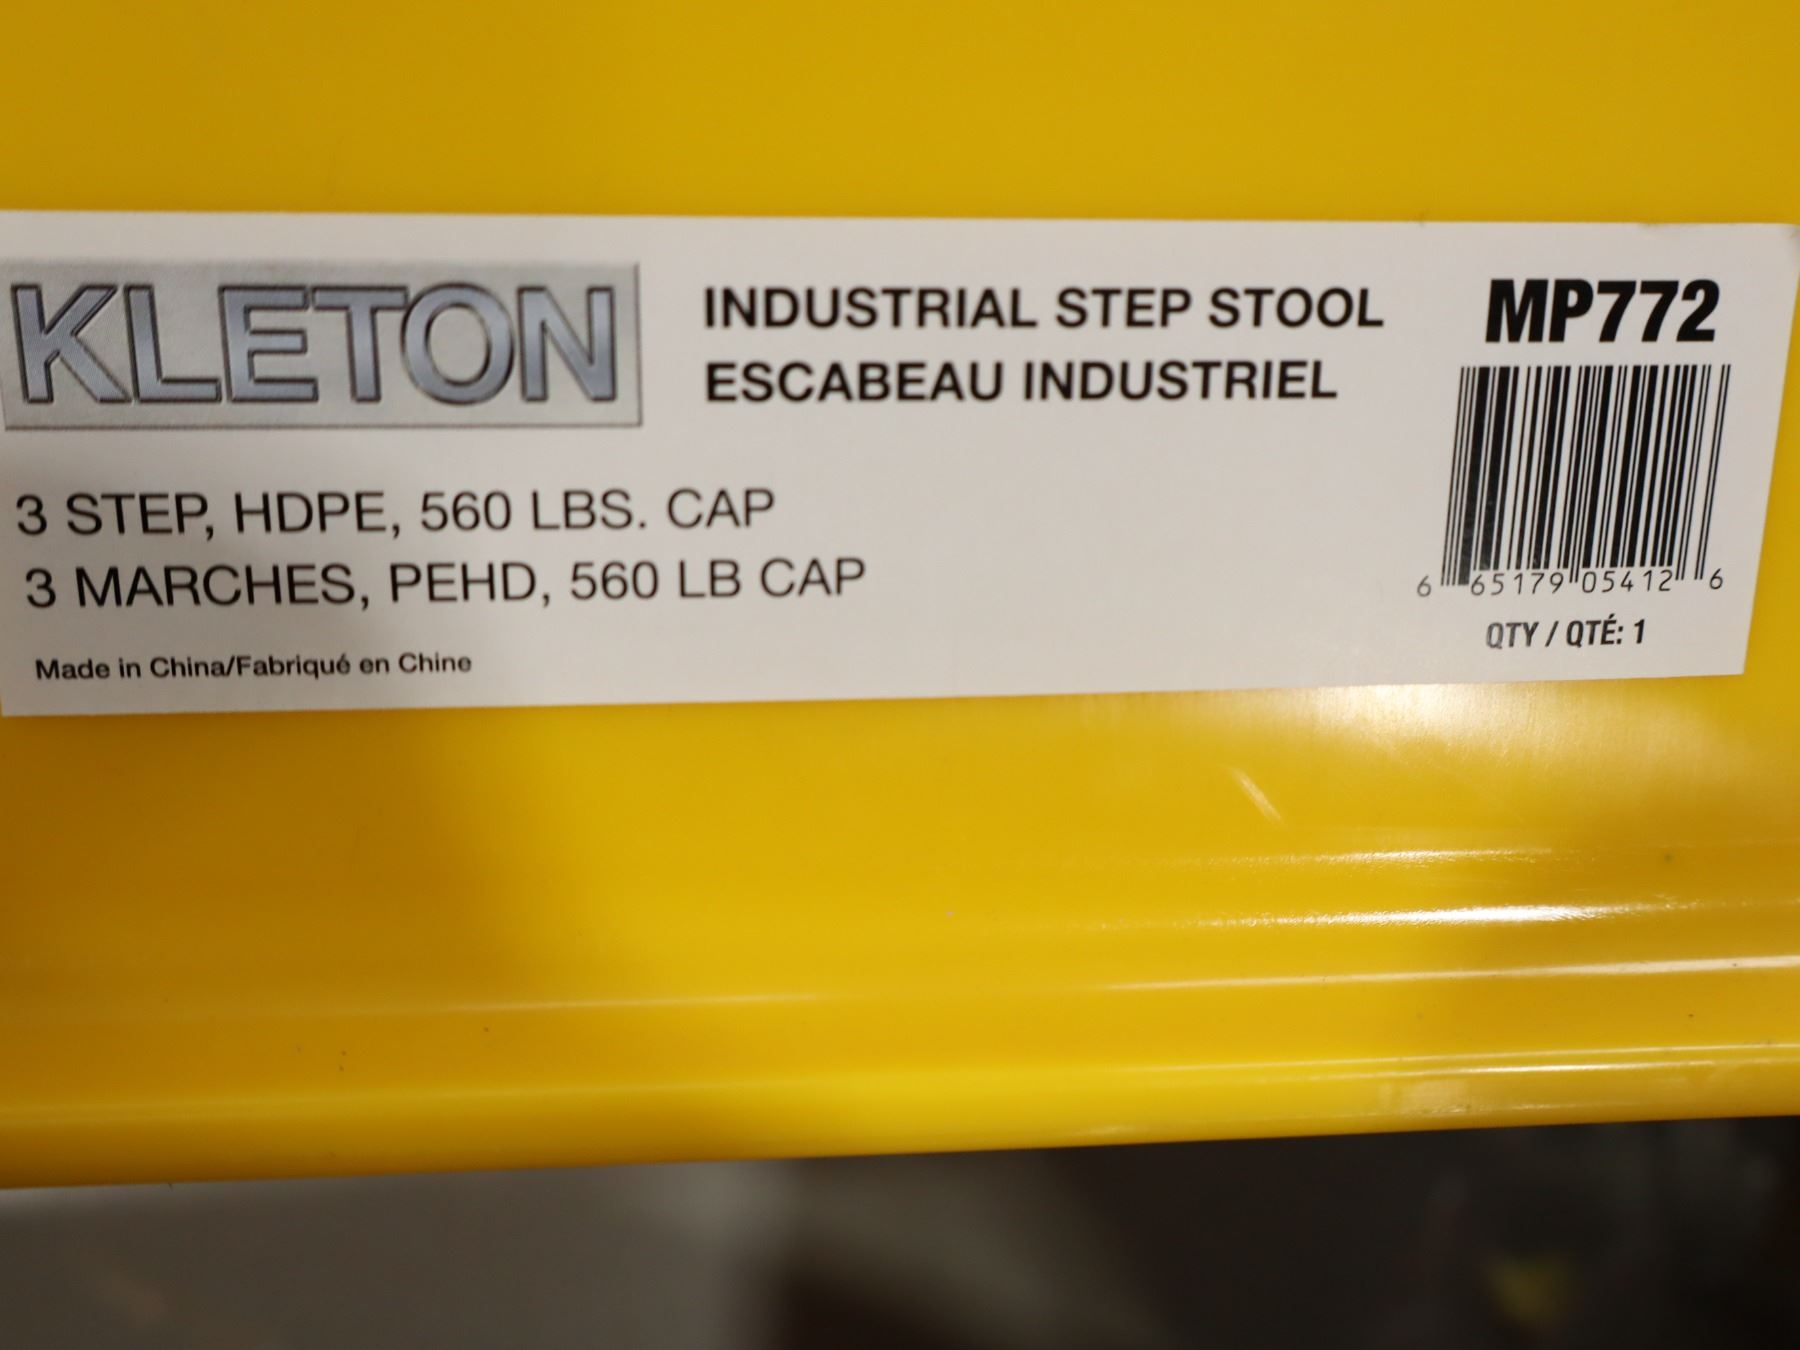 KLETON
INDUSTRIAL STEP STOOL
ESCABEAU INDUSTRIEL
3 STEP, HDPE, 560 LBS. CAP
3 MARCHES, PEHD, 560 LB CAP
Made in China/Fabriqué en Chine
MP772
6 65179 05412 6
QTY / QTÉ: 1